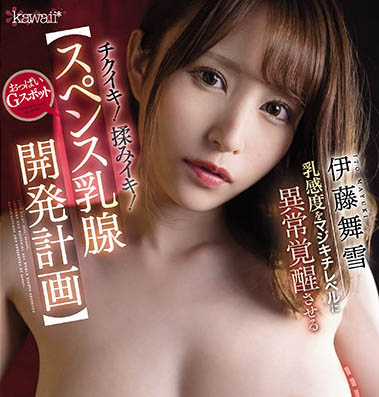 kawaii*
おっぱい
Gスポット
チクイキ！揉みイキ！
【スペンス乳腺
開発計画】
伊藤舞雪
乳感度をマジキチレベルに
異常覚醒させる